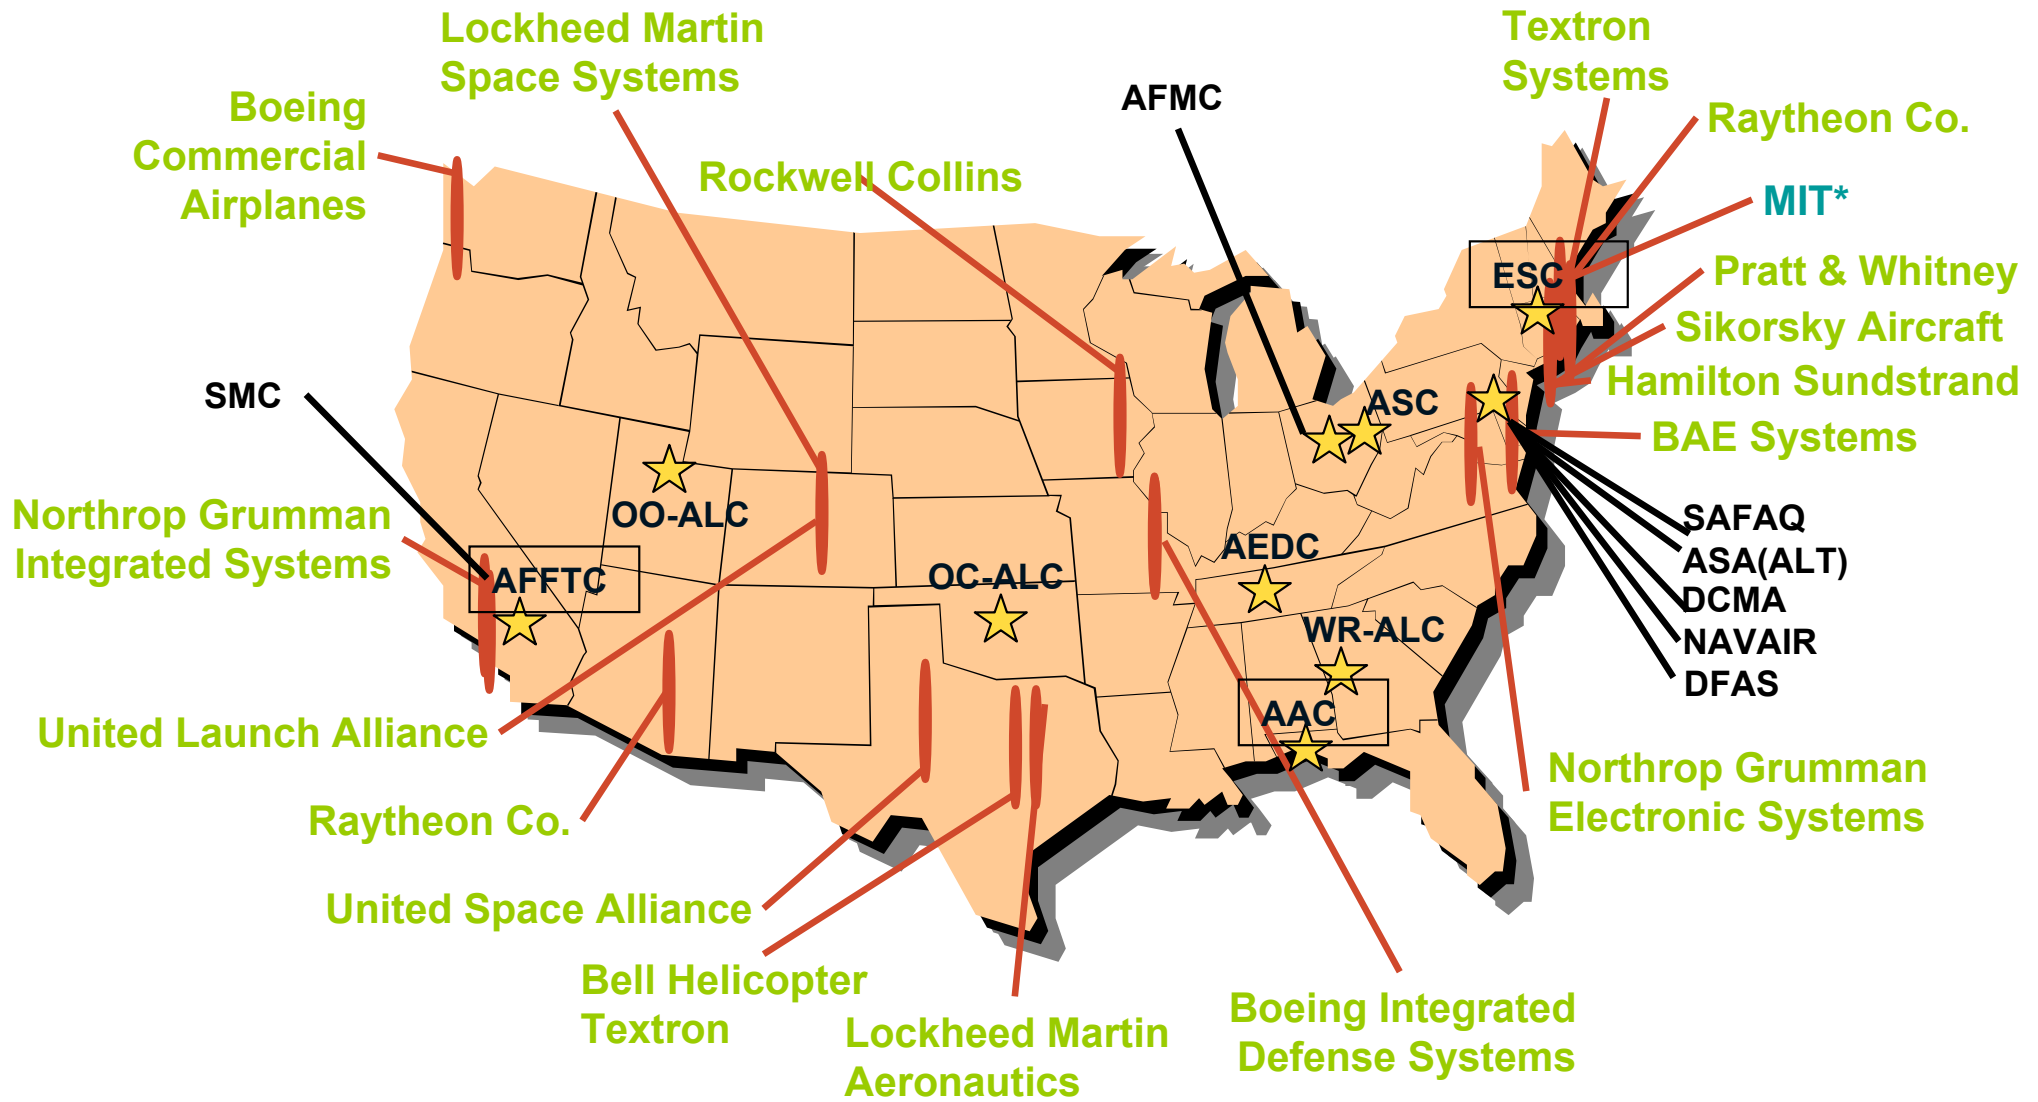 Lockheed Martin
Space Systems
Textron
Systems
Boeing
Commercial
Airplanes
AFMC
Raytheon Co.
Rockwell Collins
MIT*
ESC
Pratt & Whitney
Sikorsky Aircraft
Hamilton Sundstrand
SMC
ASC
BAE Systems
Northrop Grumman
Integrated Systems
OO-ALC
SAFAQ
ASA(ALT)
DCMA
NAVAIR
DFAS
AFFTC
OC-ALC
AEDC
WR-ALC
AAC
United Launch Alliance
Raytheon Co.
Northrop Grumman
Electronic Systems
United Space Alliance
Bell Helicopter
Textron
Lockheed Martin
Aeronautics
Boeing Integrated
Defense Systems